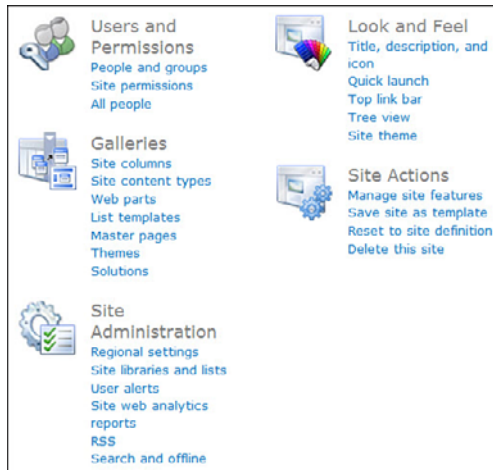 Users and
Permissions
People and groups
Site permissions
All people
Galleries
Site columns
Site content types
Web parts
List templates
Master pages
Themes
Solutions
Site
Administration
Regional settings
Site libraries and lists
User alerts
Site web analytics
reports
RSS
Search and offline
Look and Feel
Title, description, and
icon
Quick launch
Top link bar
Tree view
Site theme
Site Actions
Manage site features
Save site as template
Reset to site definition
Delete this site